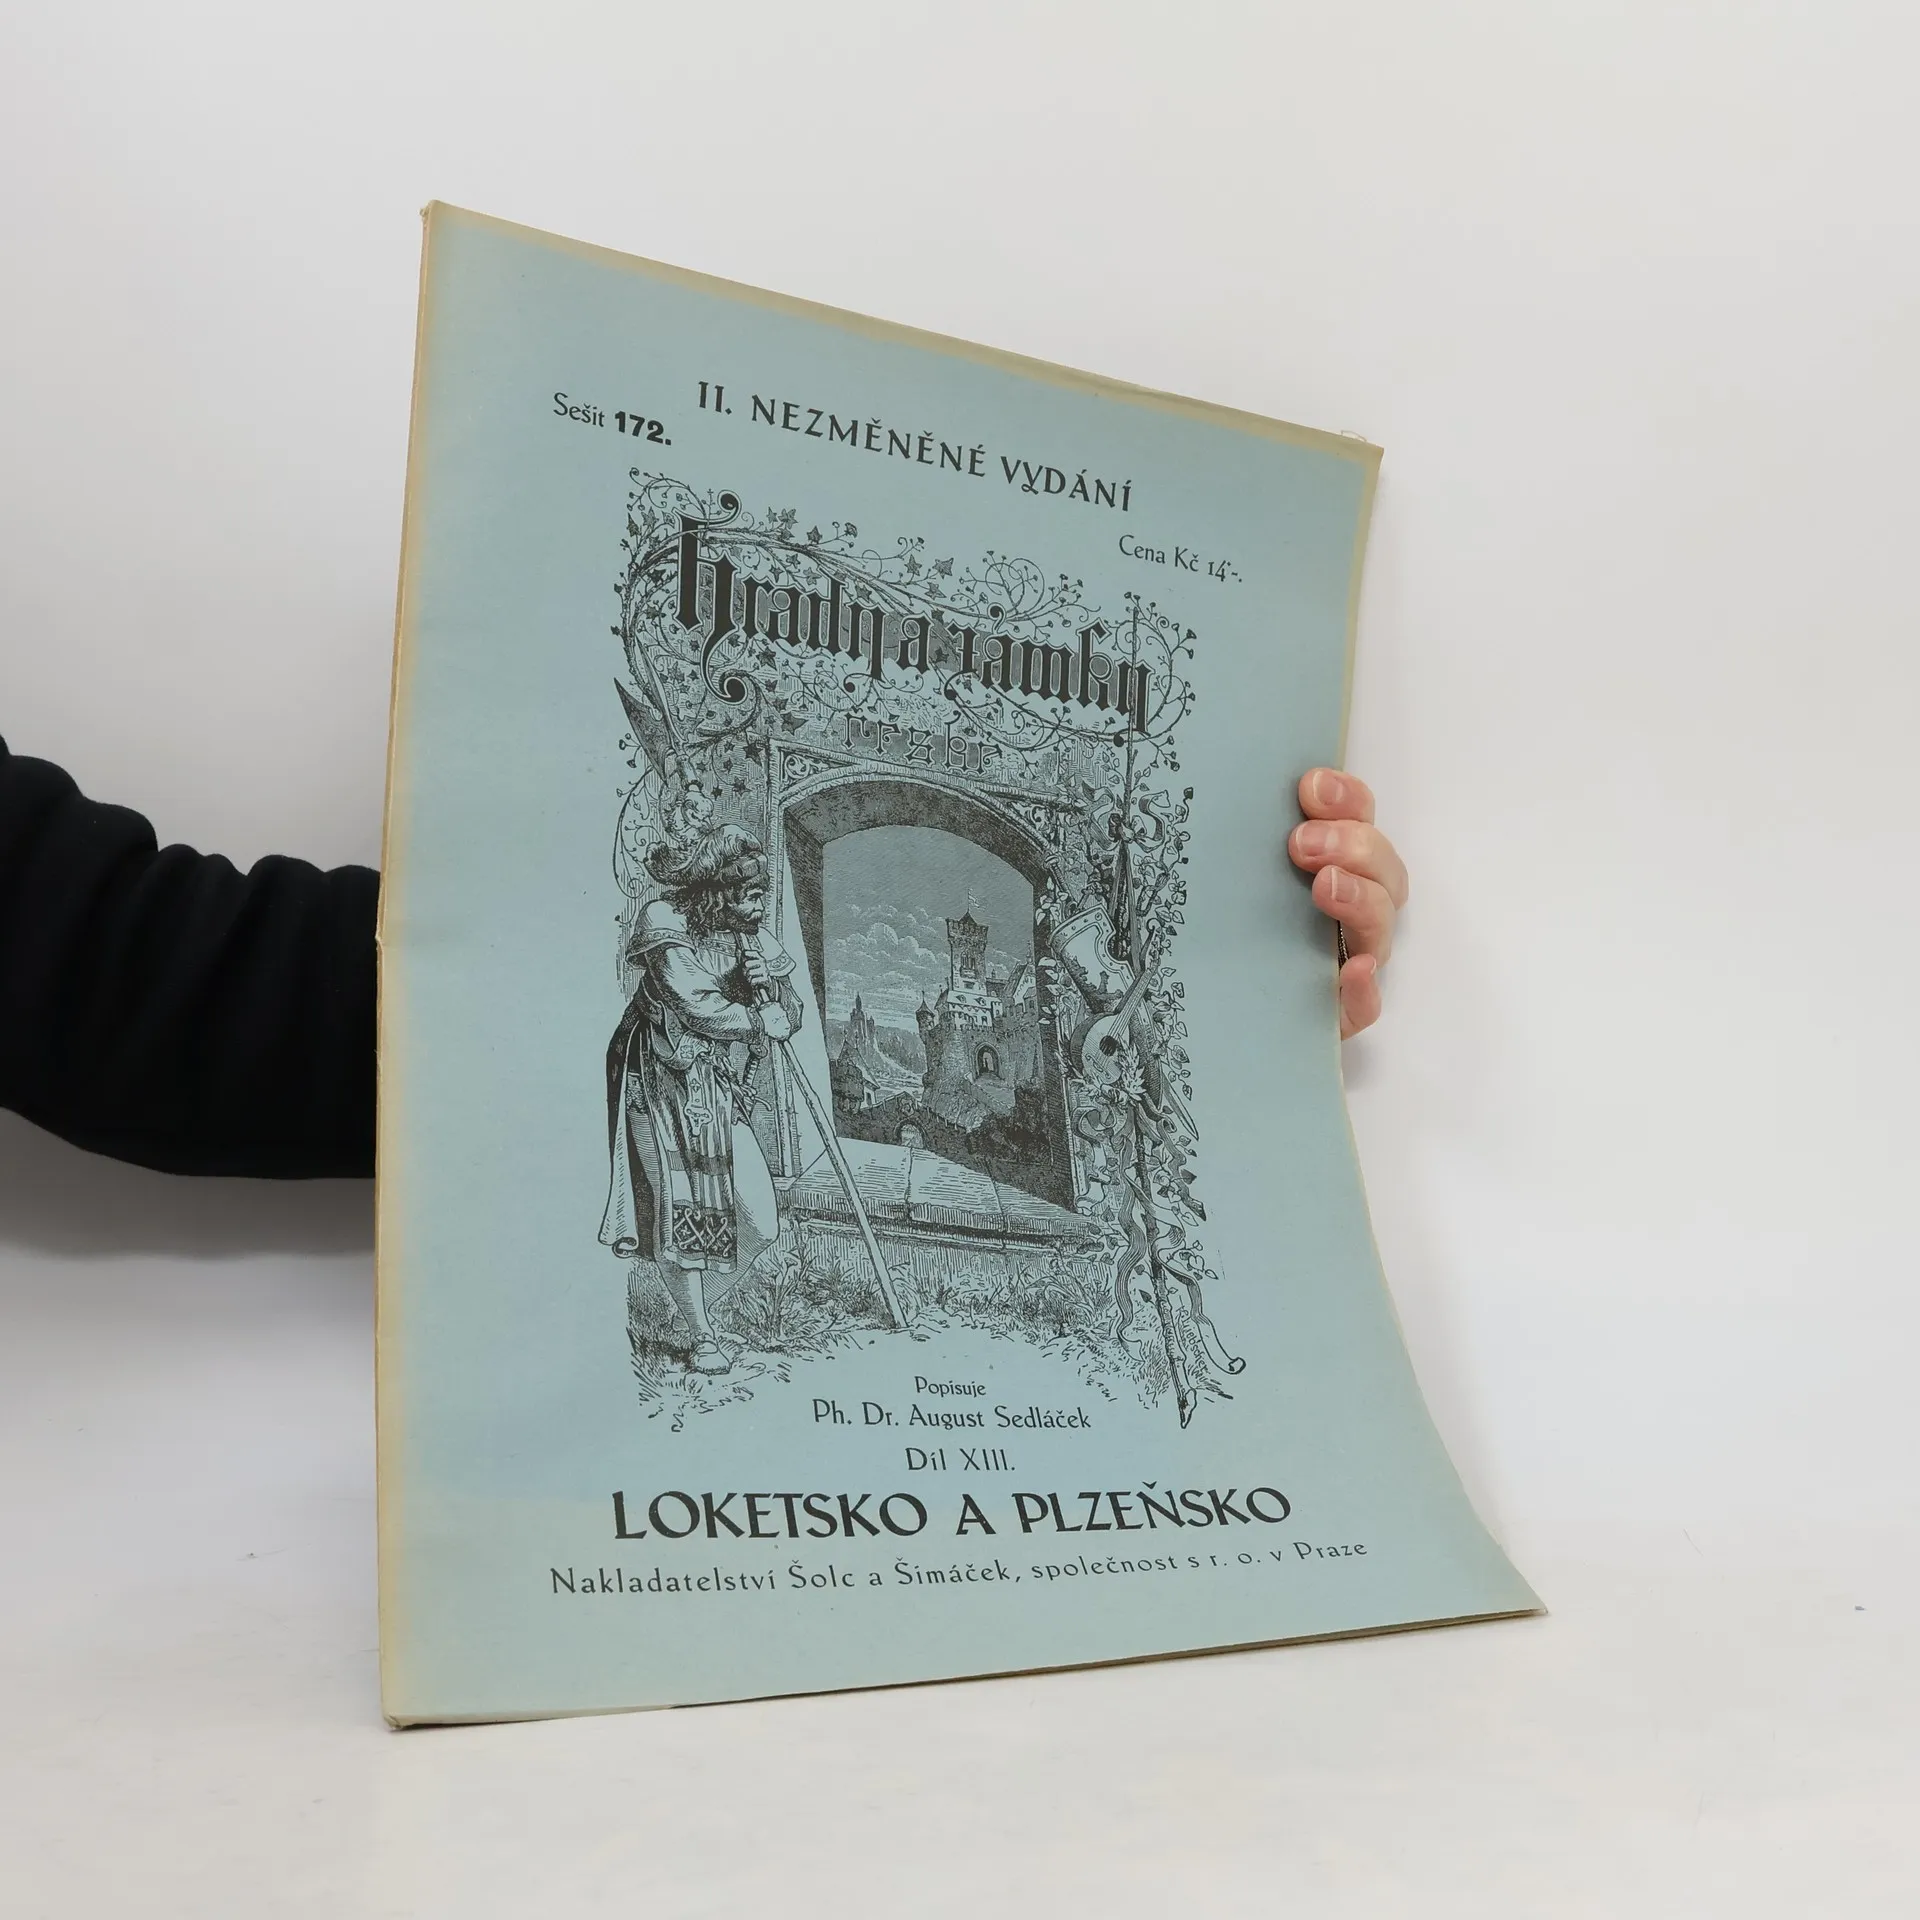 II. NEZMĚNĚNÉ VYDÁNÍ
Sešit 172.
Cena Kč 14·-.
Hrady a zámky
české
Popisuje
Ph. Dr. August Sedláček
Díl XIII.
LOKETSKO A PLZEŇSKO
Nakladatelství Šolc a Šimáček, společnost s r. o. v Praze